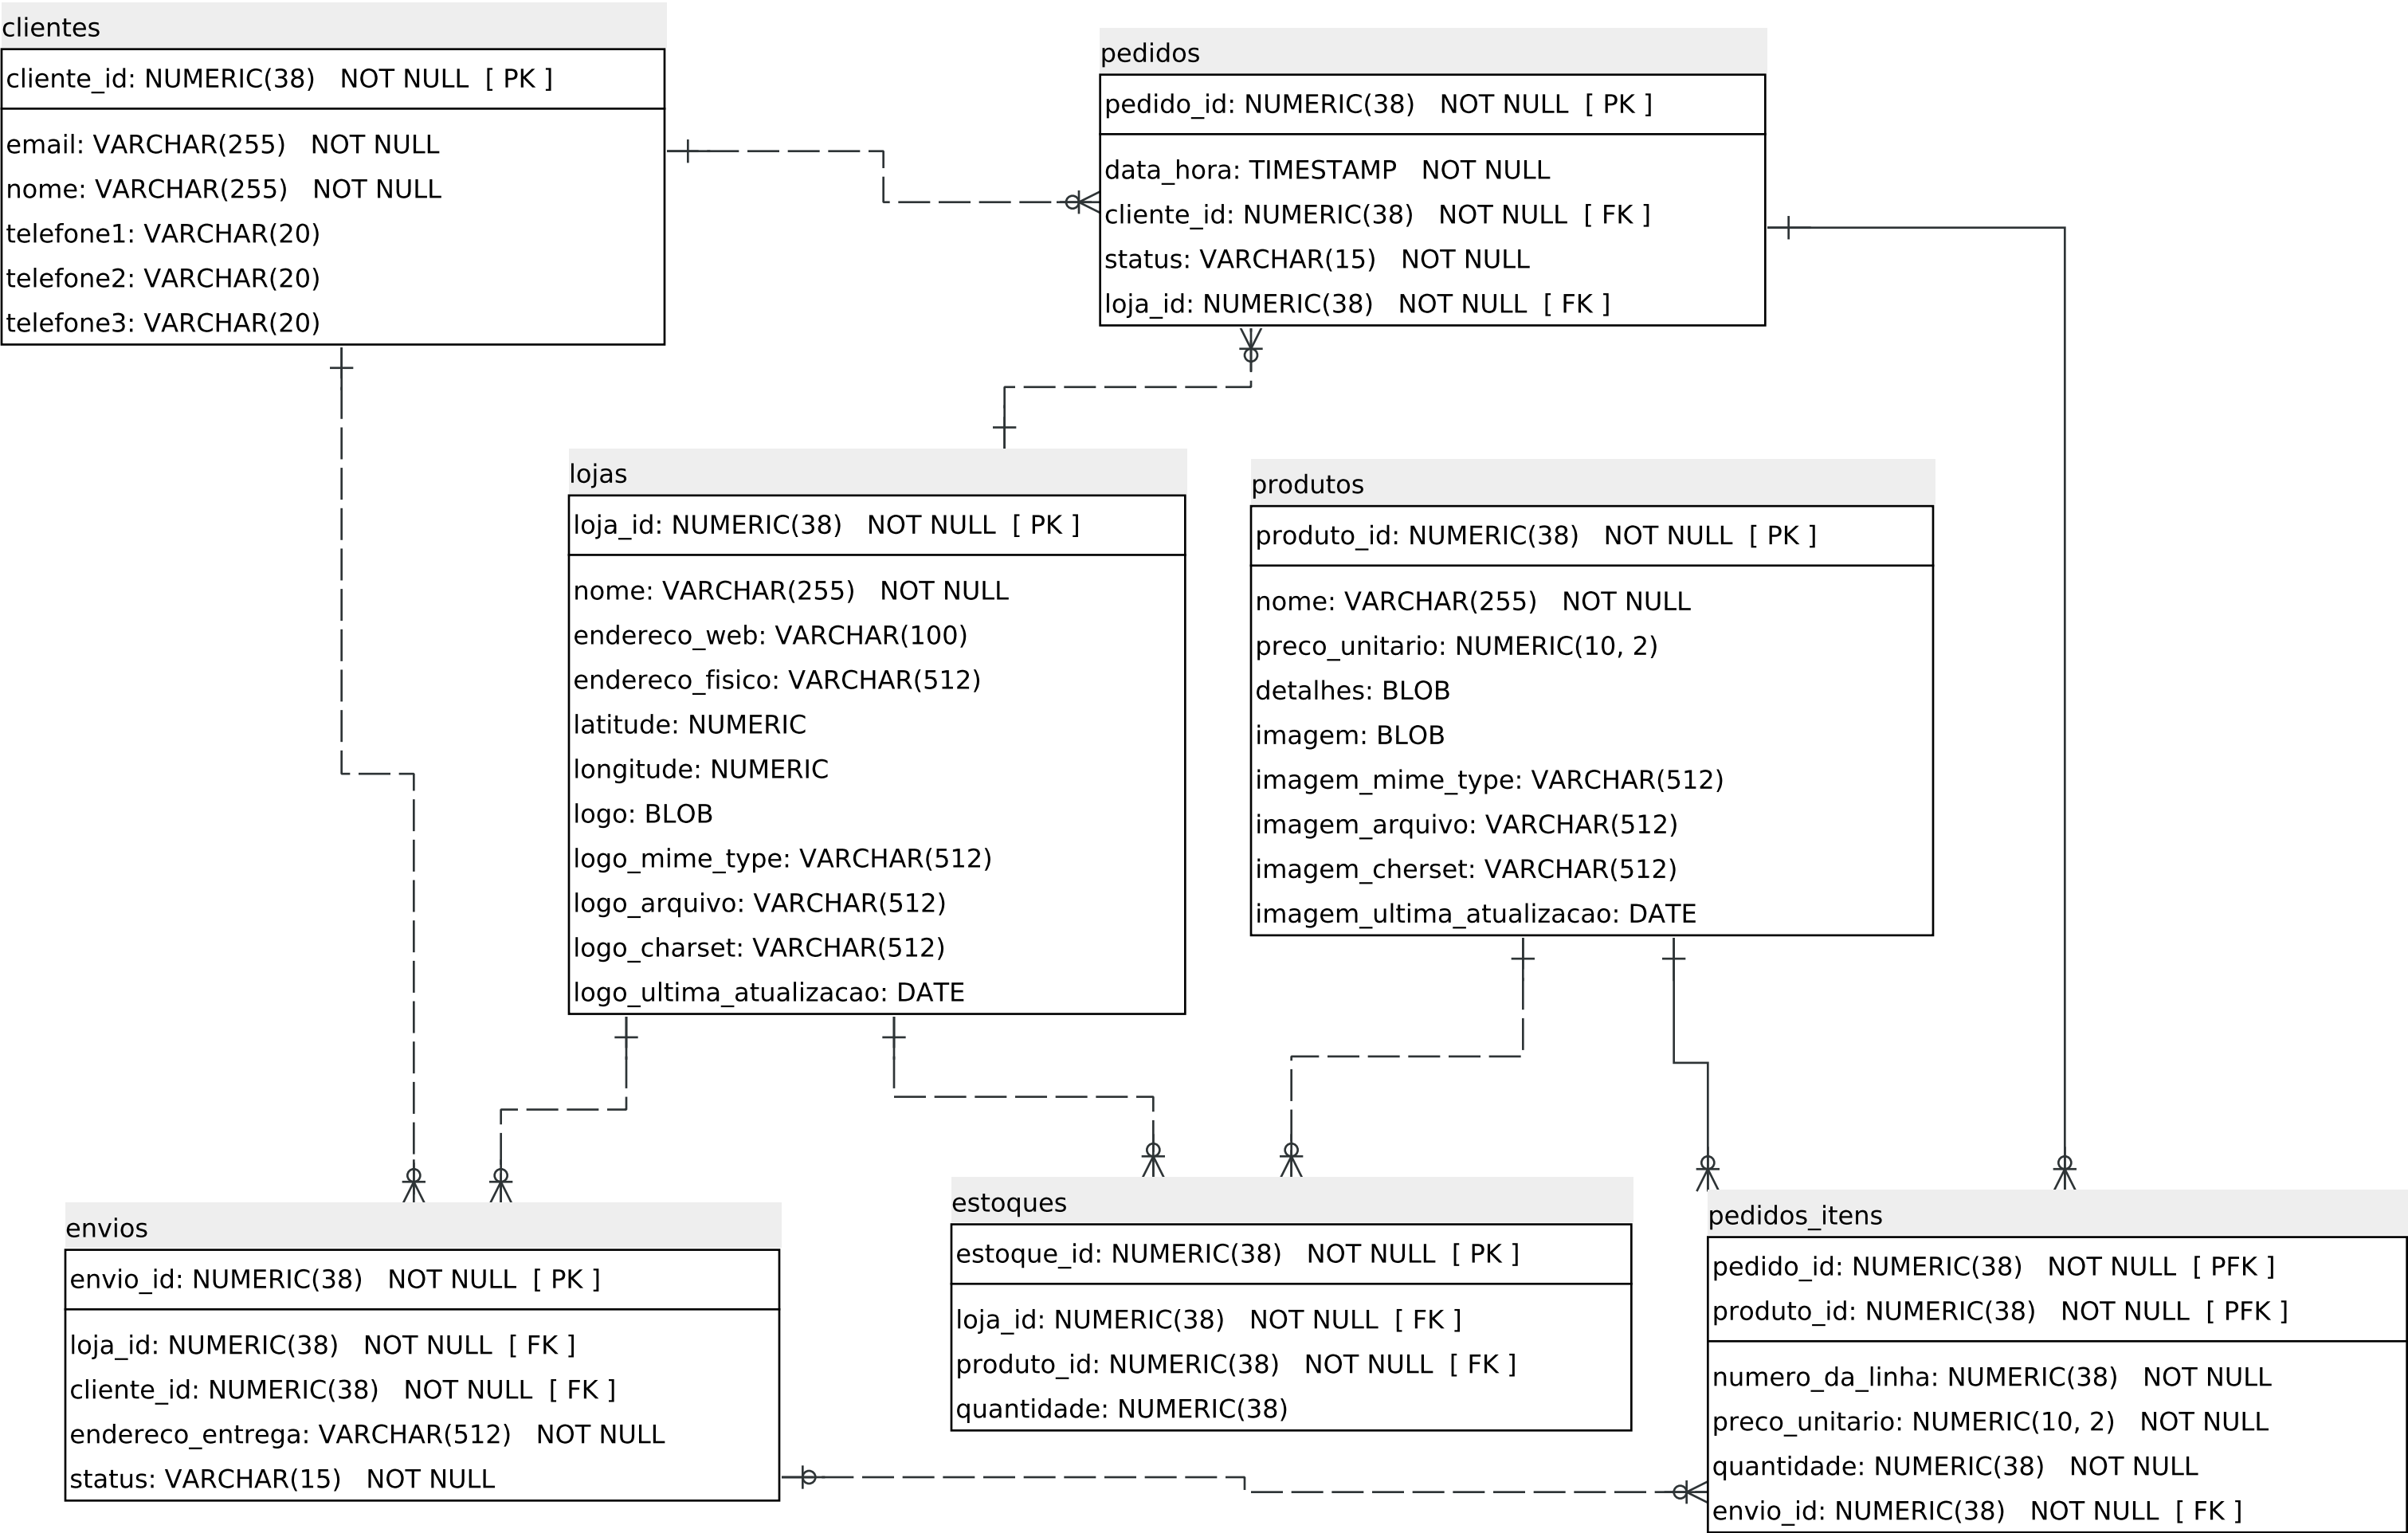 clientes
cliente_id: NUMERIC(38) NOT NULL [ PK ]
email: VARCHAR(255) NOT NULL
nome: VARCHAR(255) NOT NULL
telefone1: VARCHAR(20)
telefone2: VARCHAR(20)
telefone3: VARCHAR(20)
pedidos
pedido_id: NUMERIC(38) NOT NULL [ PK ]
data_hora: TIMESTAMP NOT NULL
cliente_id: NUMERIC(38) NOT NULL [ FK ]
status: VARCHAR(15) NOT NULL
loja_id: NUMERIC(38) NOT NULL [ FK ]
lojas
loja_id: NUMERIC(38) NOT NULL [ PK ]
nome: VARCHAR(255) NOT NULL
endereco_web: VARCHAR(100)
endereco_fisico: VARCHAR(512)
latitude: NUMERIC
longitude: NUMERIC
logo: BLOB
logo_mime_type: VARCHAR(512)
logo_arquivo: VARCHAR(512)
logo_charset: VARCHAR(512)
logo_ultima_atualizacao: DATE
produtos
produto_id: NUMERIC(38) NOT NULL [ PK ]
nome: VARCHAR(255) NOT NULL
preco_unitario: NUMERIC(10, 2)
detalhes: BLOB
imagem: BLOB
imagem_mime_type: VARCHAR(512)
imagem_arquivo: VARCHAR(512)
imagem_cherset: VARCHAR(512)
imagem_ultima_atualizacao: DATE
envios
envio_id: NUMERIC(38) NOT NULL [ PK ]
loja_id: NUMERIC(38) NOT NULL [ FK ]
cliente_id: NUMERIC(38) NOT NULL [ FK ]
endereco_entrega: VARCHAR(512) NOT NULL
status: VARCHAR(15) NOT NULL
estoques
estoque_id: NUMERIC(38) NOT NULL [ PK ]
loja_id: NUMERIC(38) NOT NULL [ FK ]
produto_id: NUMERIC(38) NOT NULL [ FK ]
quantidade: NUMERIC(38)
pedidos_itens
pedido_id: NUMERIC(38) NOT NULL [ PFK ]
produto_id: NUMERIC(38) NOT NULL [ PFK ]
numero_da_linha: NUMERIC(38) NOT NULL
preco_unitario: NUMERIC(10, 2) NOT NULL
quantidade: NUMERIC(38) NOT NULL
envio_id: NUMERIC(38) NOT NULL [ FK ]